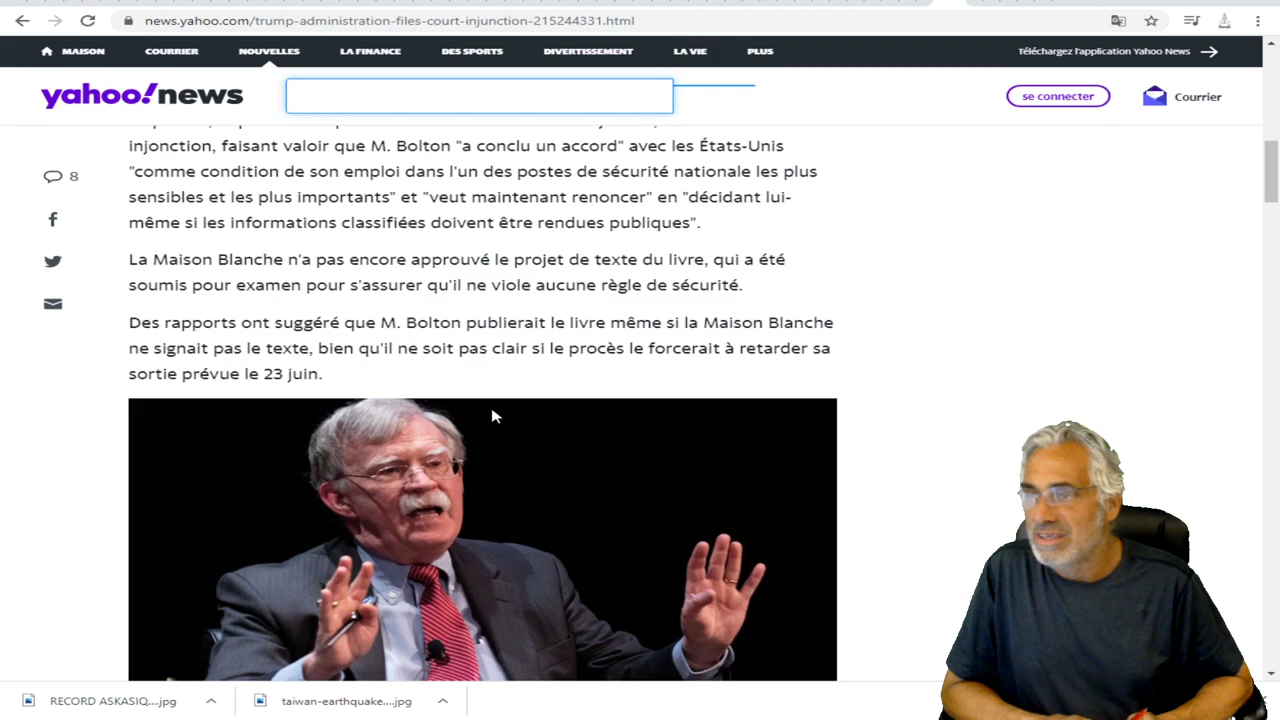 news.yahoo.com/trump-administration-files-court-injunction-215244331.html
MAISON COURRIER NOUVELLES LA FINANCE DES SPORTS DIVERTISSEMENT LA VIE PLUS Téléchargez l'application Yahoo News
yahoo!news se connecter Courrier
injonction, faisant valoir que M. Bolton "a conclu un accord" avec les États-Unis
8
"comme condition de son emploi dans l'un des postes de sécurité nationale les plus
sensibles et les plus importants" et "veut maintenant renoncer" en "décidant lui-
même si les informations classifiées doivent être rendues publiques".
La Maison Blanche n'a pas encore approuvé le projet de texte du livre, qui a été
soumis pour examen pour s'assurer qu'il ne viole aucune règle de sécurité.
Des rapports ont suggéré que M. Bolton publierait le livre même si la Maison Blanche
ne signait pas le texte, bien qu'il ne soit pas clair si le procès le forcerait à retarder sa
sortie prévue le 23 juin.
RECORD ASKASIQ....jpg taiwan-earthquake....jpg